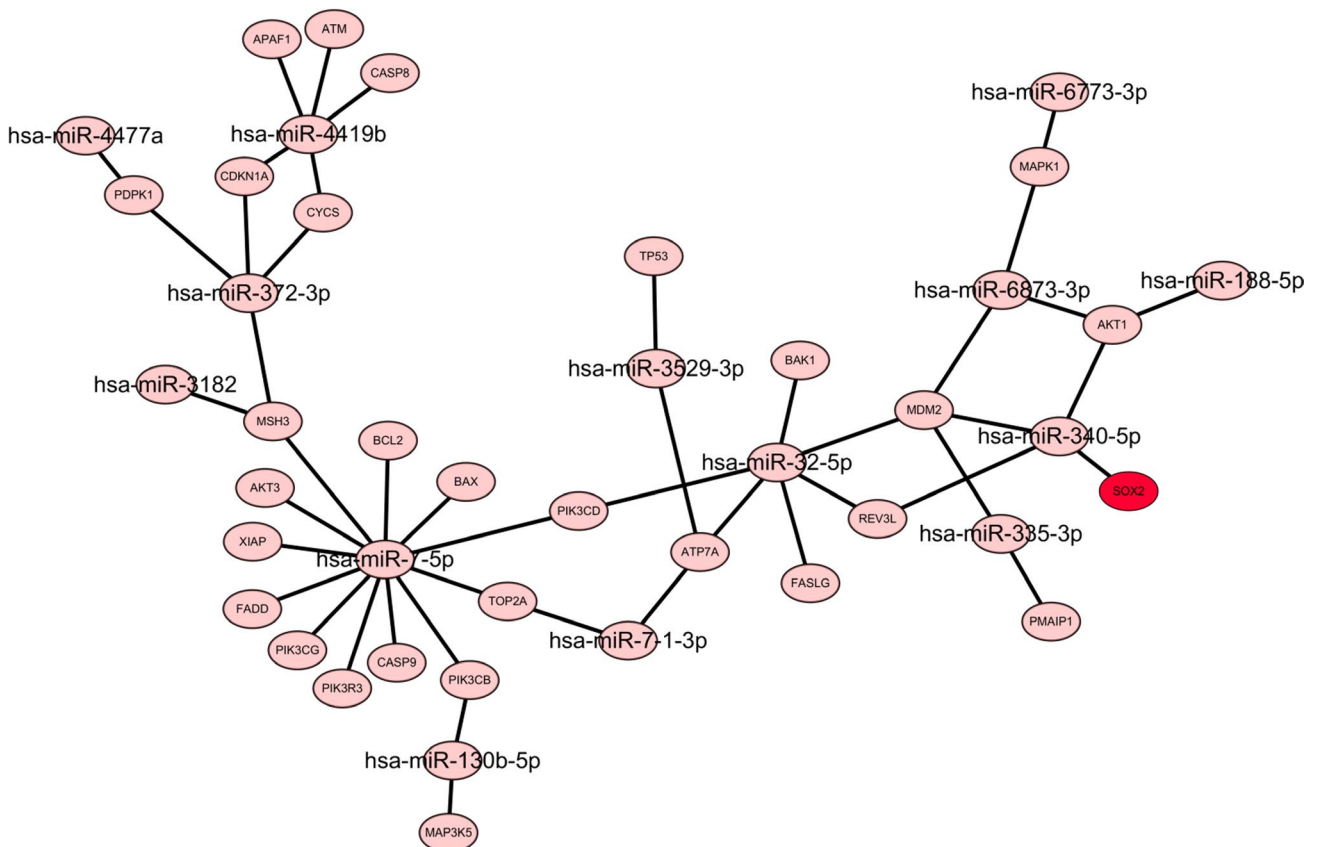 APAF1
ATM
CASP8
hsa-miR-6773-3p
hsa-miR-4477a
hsa-miR-4419b
MAPK1
CDKN1A
PDPK1
CYCS
TP53
hsa-miR-188-5p
hsa-miR-372-3p
hsa-miR-6873-3p
AKT1
BAK1
hsa-miR-3529-3p
hsa-miR-3182
MDM2
MSH3
BCL2
hsa-miR-340-5p
hsa-miR-32-5p
BAX
AKT3
SOX2
PIK3CD
REV3L
hsa-miR-335-3p
XIAP
ATP7A
hsa-miR-7-5p
FASLG
TOP2A
FADD
PMAIP1
hsa-miR-7-1-3p
PIK3CG
CASP9
PIK3CB
PIK3R3
hsa-miR-130b-5p
MAP3K5